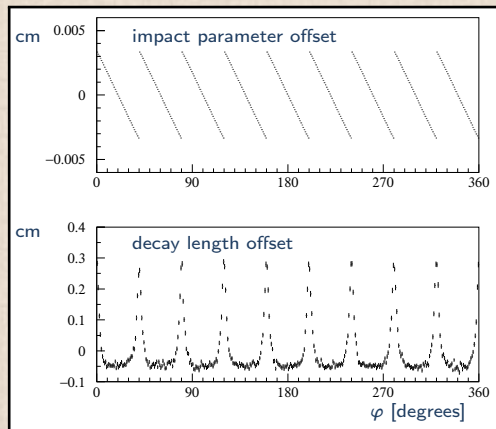 cm
0.005
impact parameter offset
0
−0.005
0 90 180 270 360
cm
0.4
decay length offset
0.3
0.2
0.1
0
−0.1
0 90 180 270 360
φ [degrees]